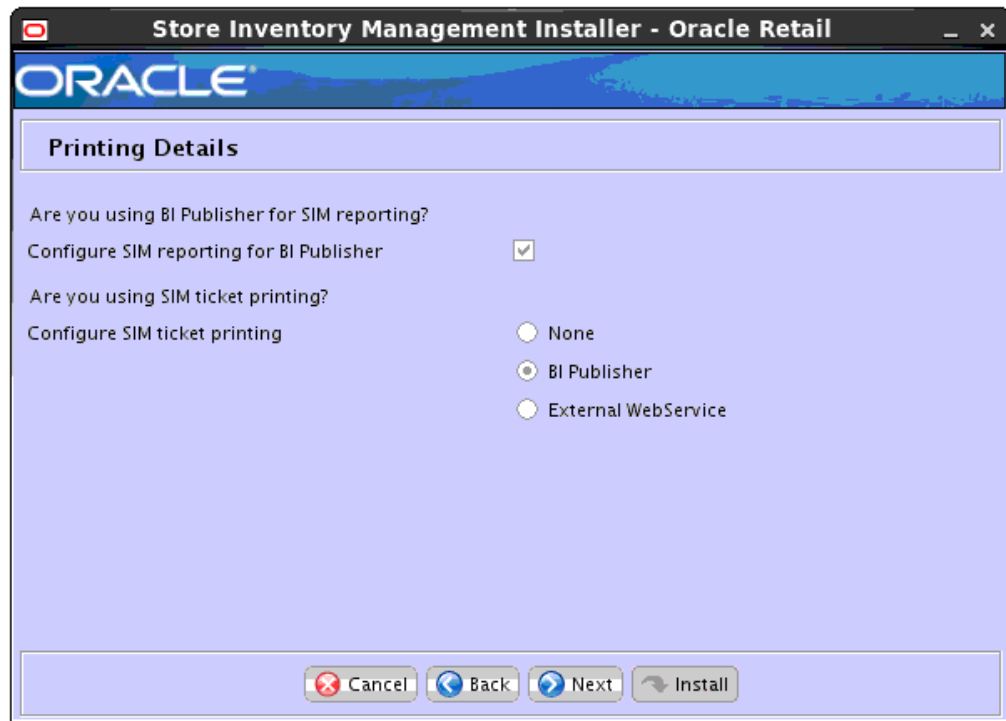 Store Inventory Management Installer - Oracle Retail
ORACLE
Printing Details
Are you using BI Publisher for SIM reporting?
Configure SIM reporting for BI Publisher
Are you using SIM ticket printing?
Configure SIM ticket printing
None
BI Publisher
External WebService
Cancel Back Next Install